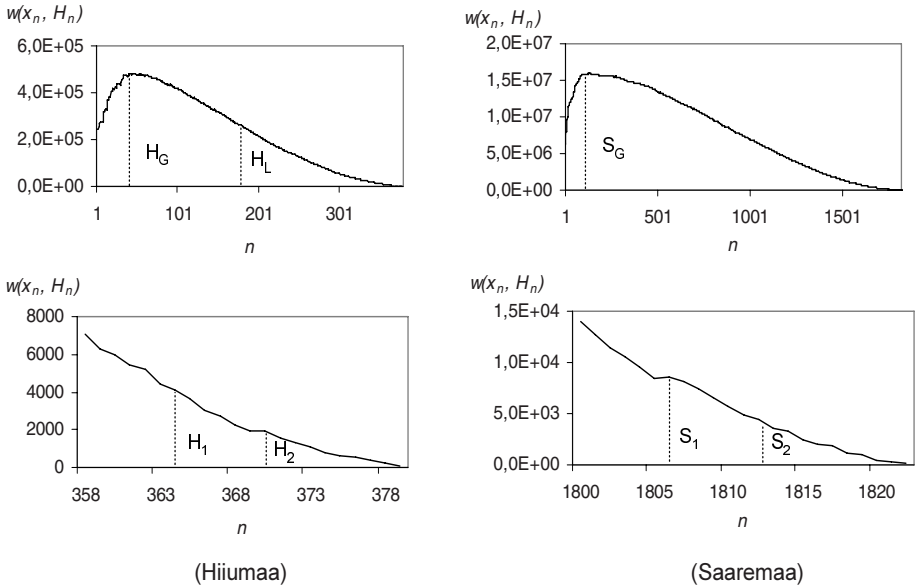 w(xn, Hn)
6,0E+05
4,0E+05
2,0E+05
0,0E+00
HG
HL
1
101
201
301
n
w(xn, Hn)
2,0E+07
1,5E+07
1,0E+07
5,0E+06
0,0E+00
SG
1
501
1001
1501
n
w(xn, Hn)
8000
6000
4000
2000
0
H1
H2
358
363
368
373
378
n
(Hiiumaa)
w(xn, Hn)
1,5E+04
1,0E+04
5,0E+03
0,0E+00
S1
S2
1800
1805
1810
1815
1820
n
(Saaremaa)